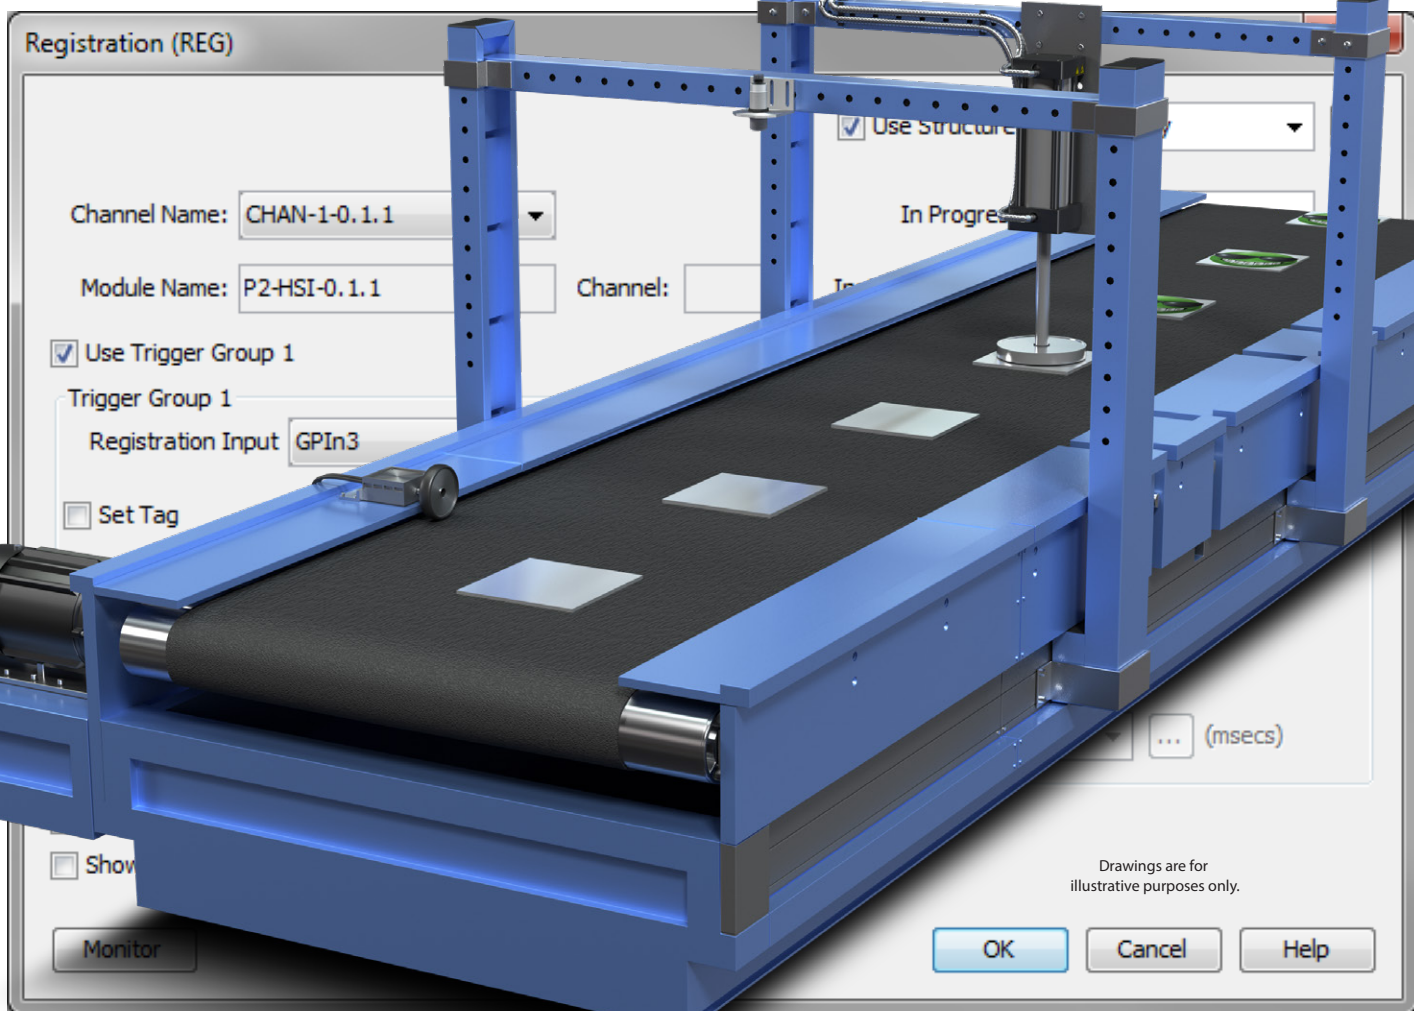 Registration (REG)
Use Structure
Channel Name: CHAN-1-0.1.1
In Progres
Module Name: P2-HSI-0.1.1 Channel: In
Use Trigger Group 1
Trigger Group 1
Registration Input GPIn3
Set Tag
... (msecs)
Show
Drawings are for
illustrative purposes only.
Monitor OK Cancel Help